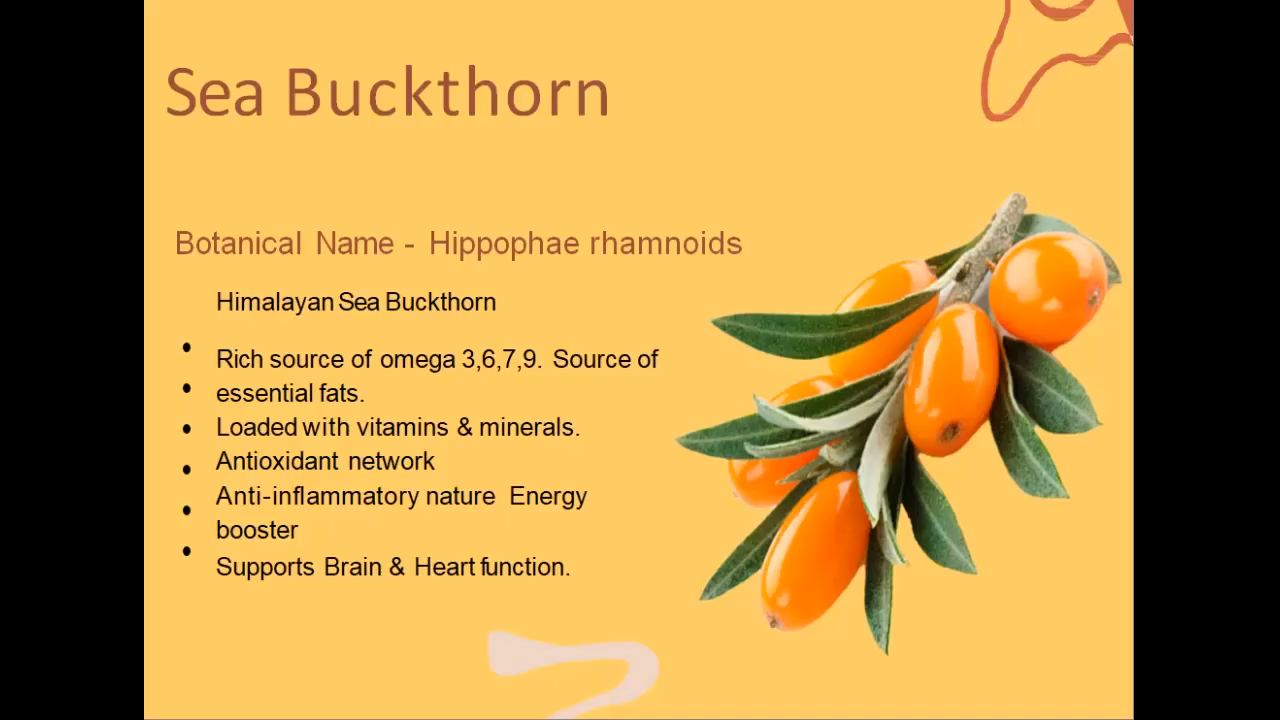 Sea Buckthorn
Botanical Name - Hippophae rhamnoids
Himalayan Sea Buckthorn
• Rich source of omega 3,6,7,9. Source of
• essential fats.
• Loaded with vitamins & minerals.
• Antioxidant network
• Anti-inflammatory nature Energy
booster
• Supports Brain & Heart function.